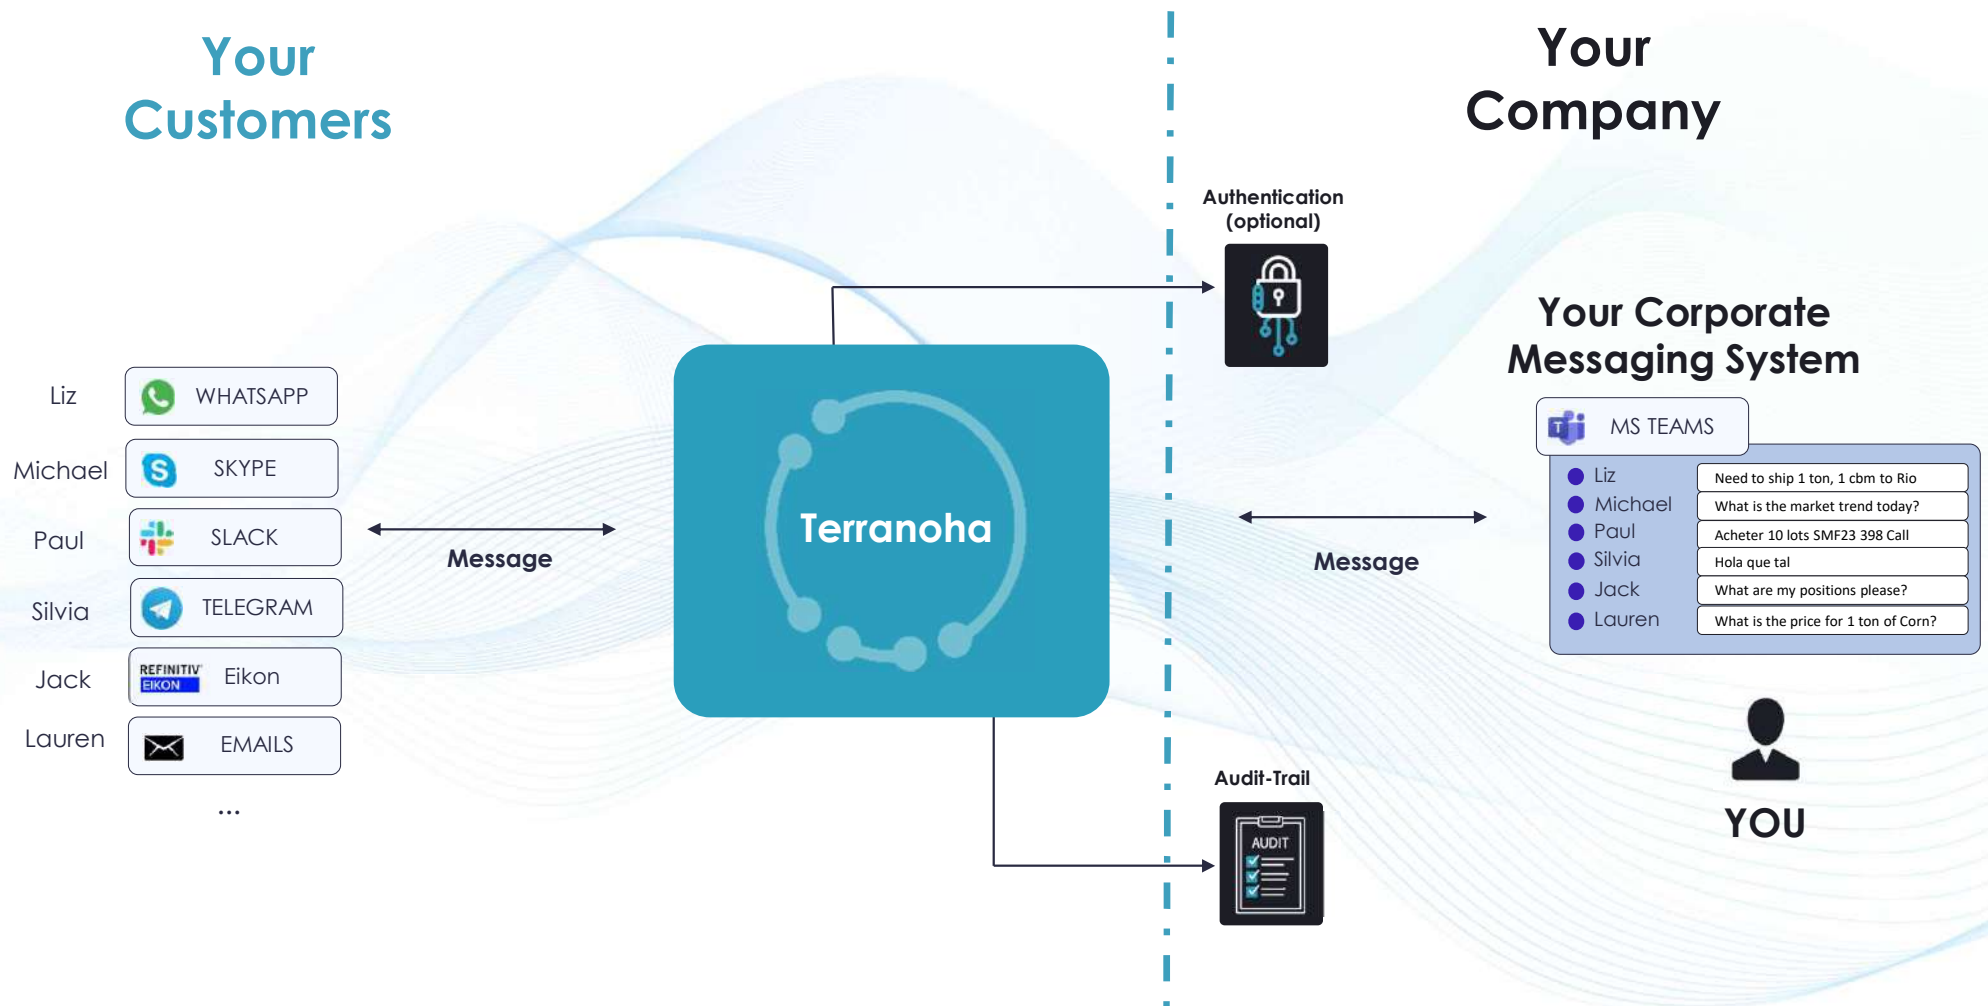 Your
Customers
Your
Company
Authentication
(optional)
Your Corporate
Messaging System
Liz
WHATSAPP
Michael
SKYPE
Paul
SLACK
Silvia
TELEGRAM
Jack
REFINITIV
EIKON
Eikon
Lauren
EMAILS
...
Message
Terranoha
Message
MS TEAMS
Liz
Need to ship 1 ton, 1 cbm to Rio
Michael
What is the market trend today?
Paul
Acheter 10 lots SMF23 398 Call
Silvia
Hola que tal
Jack
What are my positions please?
Lauren
What is the price for 1 ton of Corn?
YOU
Audit-Trail
AUDIT